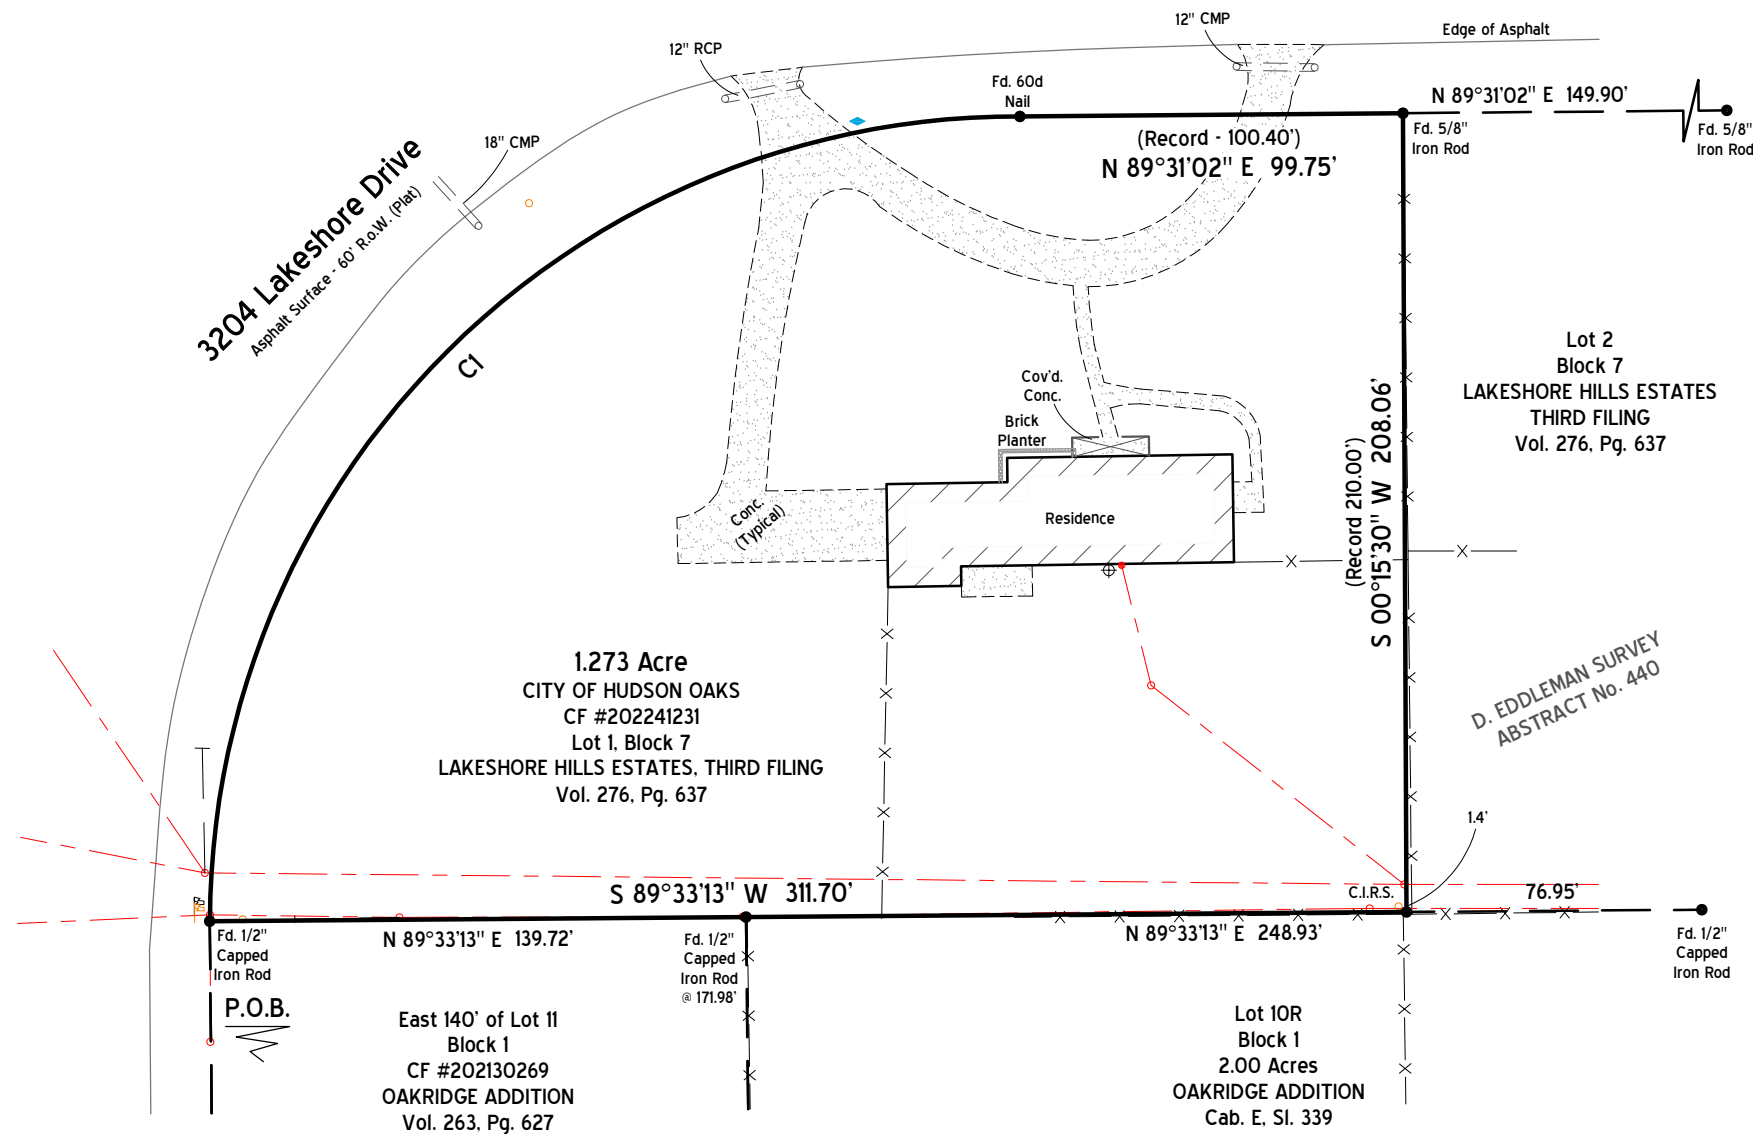 12" CMP
Edge of Asphalt
12" RCP
Fd. 60d
Nail
N 89°31'02" E 149.90'
Fd. 5/8"
Iron Rod
Fd. 5/8"
Iron Rod
(Record - 100.40')
N 89°31'02" E 99.75'
18" CMP
3204 Lakeshore Drive
Asphalt Surface - 60' R.o.W. (Plat)
C1
Lot 2
Block 7
LAKESHORE HILLS ESTATES
THIRD FILING
Vol. 276, Pg. 637
Cov'd.
Conc.
Brick
Planter
(Record 210.00')
S 00°15'30" W 208.06'
Conc.
(Typical)
Residence
1.273 Acre
CITY OF HUDSON OAKS
CF #202241231
Lot 1, Block 7
LAKESHORE HILLS ESTATES, THIRD FILING
Vol. 276, Pg. 637
D. EDDLEMAN SURVEY
ABSTRACT No. 440
1.4'
S 89°33'13" W 311.70'
C.I.R.S.
76.95'
Fd. 1/2"
Capped
Iron Rod
N 89°33'13" E 139.72'
Fd. 1/2"
Capped
Iron Rod
@ 171.98'
N 89°33'13" E 248.93'
Fd. 1/2"
Capped
Iron Rod
P.O.B.
East 140' of Lot 11
Block 1
CF #202130269
OAKRIDGE ADDITION
Vol. 263, Pg. 627
Lot 10R
Block 1
2.00 Acres
OAKRIDGE ADDITION
Cab. E, Sl. 339